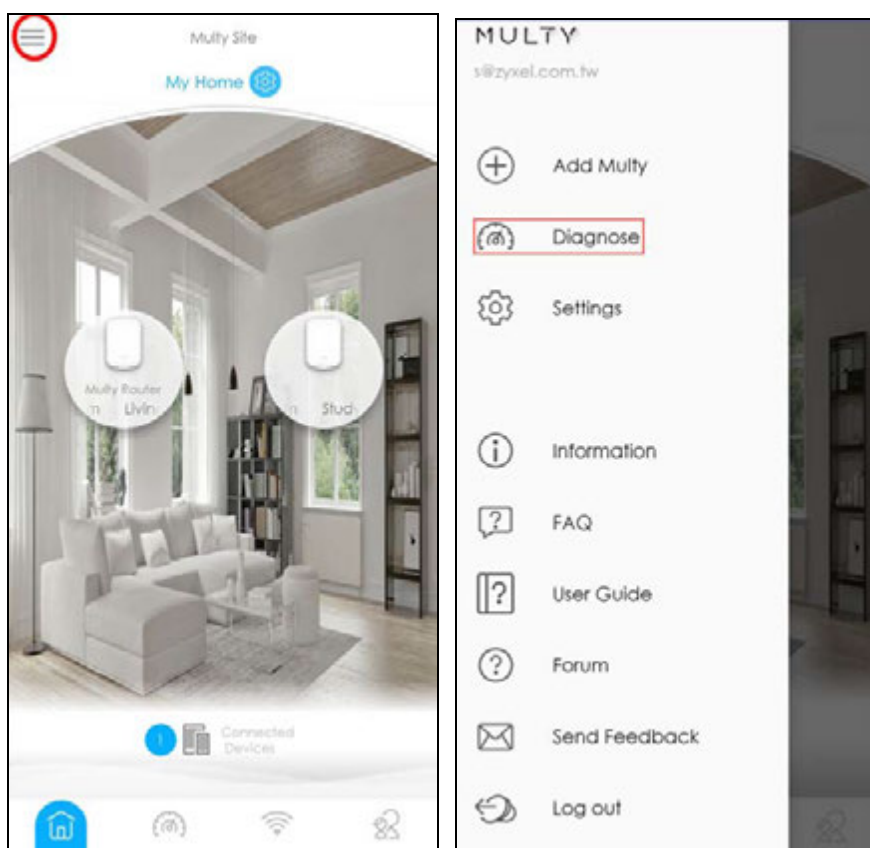 Multy Site
My Home
Multy Router
m Livin
m Stud
1 Connected
Devices
MULTY
s@zyxel.com.tw
Add Multy
Diagnose
Settings
Information
FAQ
User Guide
Forum
Send Feedback
Log out